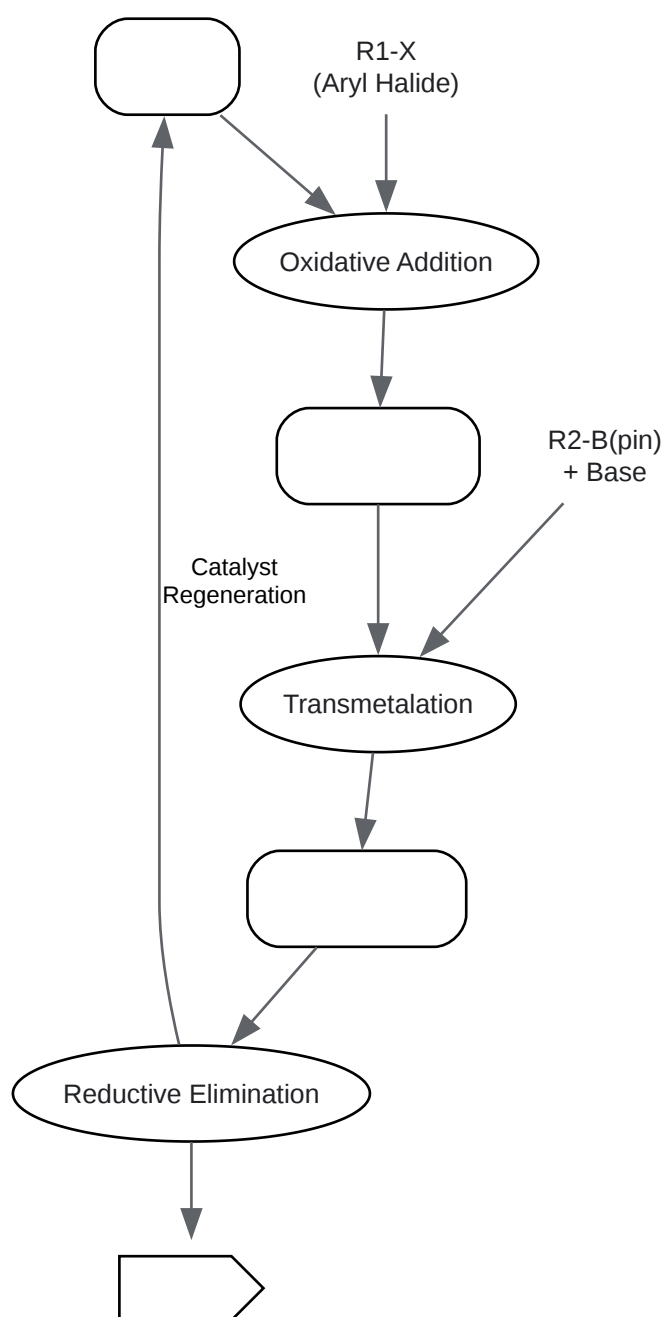 R1-X
(Aryl Halide)
Oxidative Addition
R2-B(pin)
+ Base
Catalyst
Regeneration
Transmetalation
Reductive Elimination